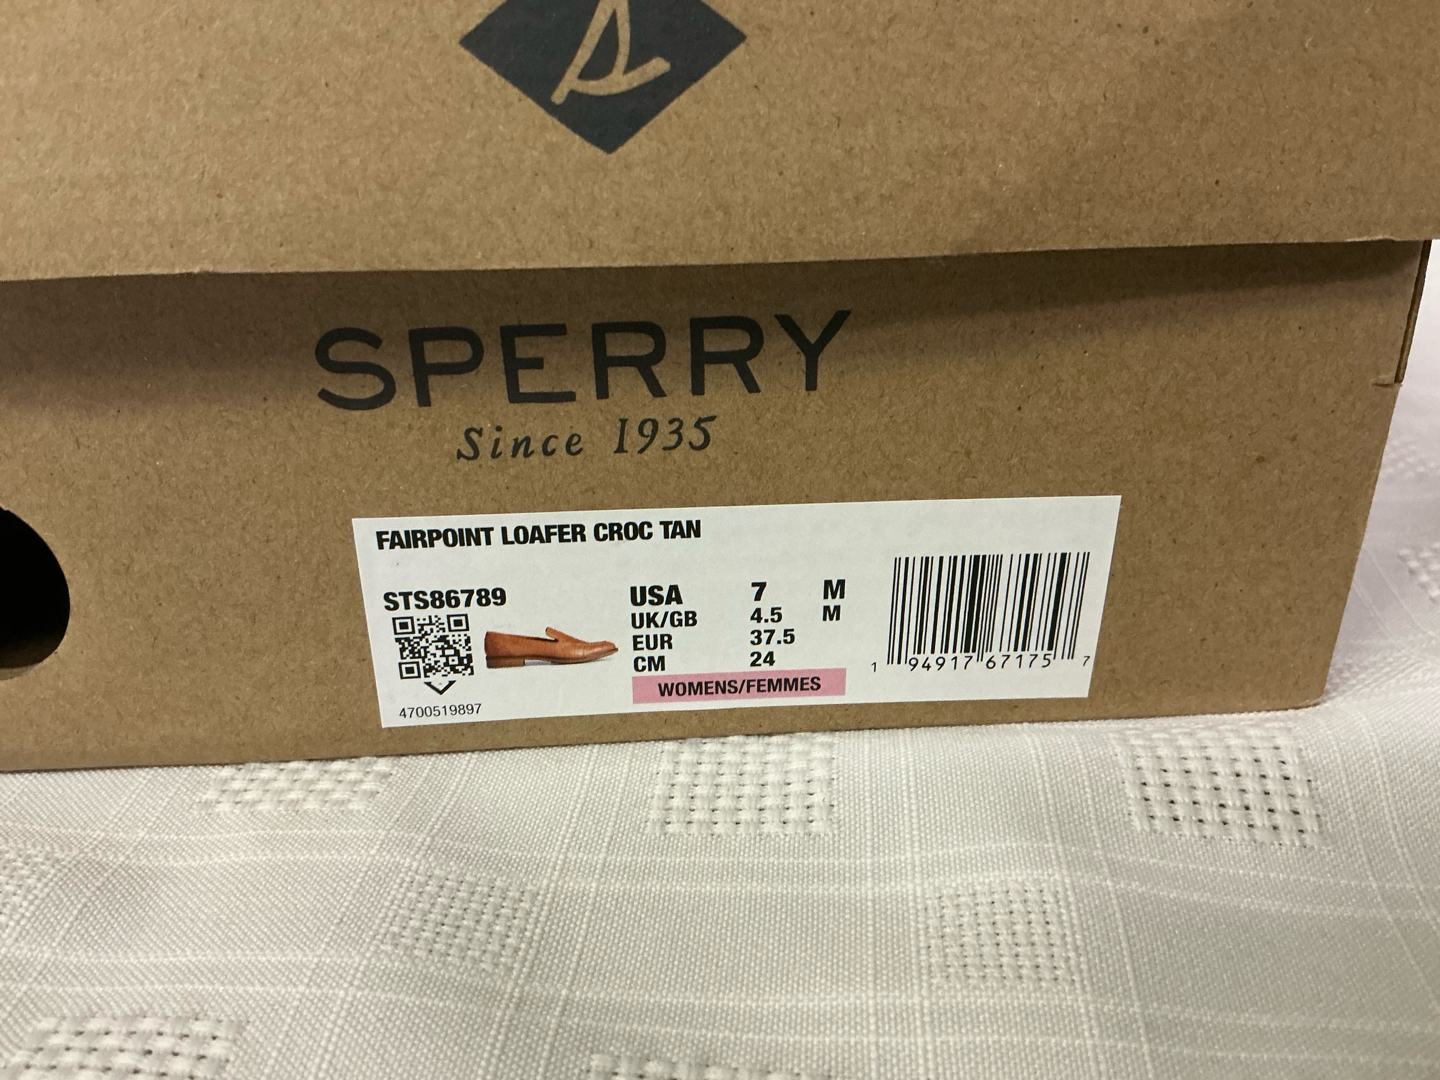 SPERRY
Since 1935
FAIRPOINT LOAFER CROC TAN
STS86789
USA 7 M
UK/GB 4.5 M
EUR 37.5
CM 24
WOMENS/FEMMES
4700519897
1 94917 67175 7